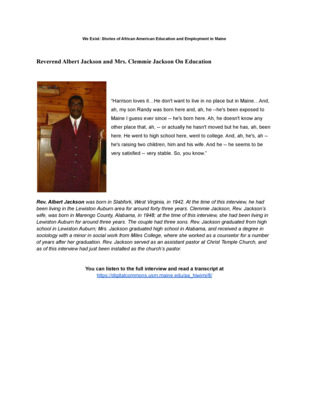 We Exist: Stories of African American Education and Employment in Maine
Reverend Albert Jackson and Mrs. Clemmie Jackson On Education
"Harrison loves it…He don't want to live in no place but in Maine...And,
ah, my son Randy was born here and, ah, he --he's been exposed to
Maine I guess ever since -- he's born here. Ah, he doesn't know any
other place that, ah, -- or actually he hasn't moved but he has, ah, been
here. He went to high school here, went to college. And, ah, he's, ah --
he's raising two children, him and his wife. And he -- he seems to be
very satisfied -- very stable. So, you know."
Rev. Albert Jackson was born in Slabfork, West Virginia, in 1942. At the time of this interview, he had
been living in the Lewiston Auburn area for around forty three years. Clemmie Jackson, Rev. Jackson's
wife, was born in Marongo County, Alabama, in 1948; at the time of this interview, she had been living in
Lewiston Auburn for around three years. The couple had three sons. Rev. Jackson graduated from high
school in Lewiston Auburn; Mrs. Jackson graduated high school in Alabama, and received a degree in
sociology with a minor in social work from Miles College, where she worked as a counselor for a number
of years after her graduation. Rev. Jackson served as an assistant pastor at Christ Temple Church, and
as of this interview had just been installed as the church's pastor.
You can listen to the full interview and read a transcript at
https://digitalcommons.usm.maine.edu/aa_hiwim/8/